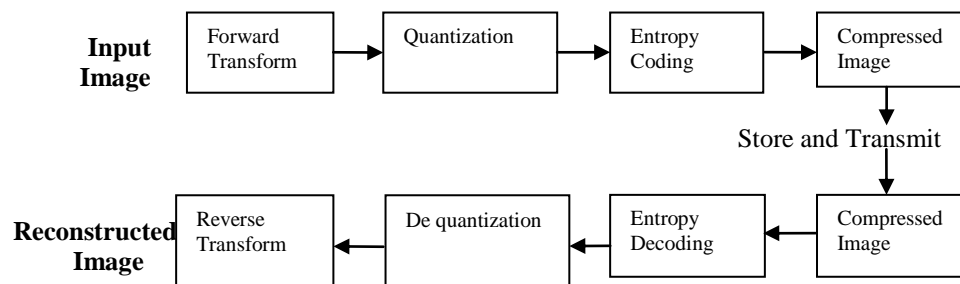 Input
Image
Forward
Transform
Quantization
Entropy
Coding
Compressed
Image
Store and Transmit
Reconstructed
Image
Reverse
Transform
De quantization
Entropy
Decoding
Compressed
Image